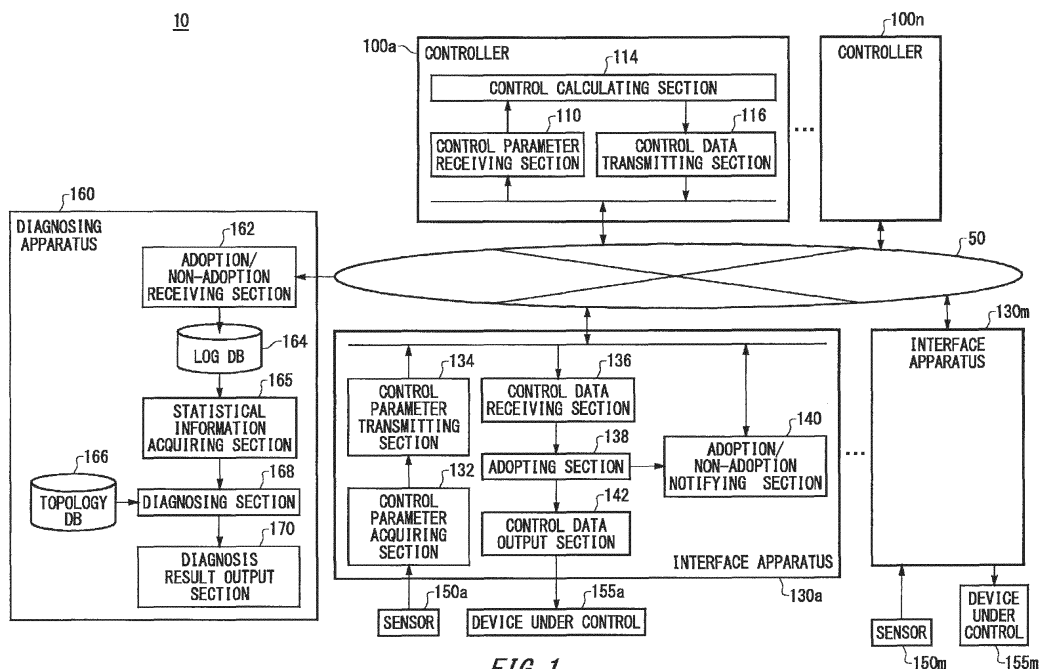 10
100a
CONTROLLER
114
CONTROL CALCULATING SECTION
110
CONTROL PARAMETER
RECEIVING SECTION
116
CONTROL DATA
TRANSMITTING SECTION
...
100n
CONTROLLER
50
160
DIAGNOSING
APPARATUS
162
ADOPTION/
NON-ADOPTION
RECEIVING SECTION
LOG DB
164
165
STATISTICAL
INFORMATION
ACQUIRING SECTION
166
TOPOLOGY
DB
168
DIAGNOSING SECTION
170
DIAGNOSIS
RESULT OUTPUT
SECTION
134
CONTROL
PARAMETER
TRANSMITTING
SECTION
132
CONTROL
PARAMETER
ACQUIRING
SECTION
136
CONTROL DATA
RECEIVING SECTION
138
ADOPTING SECTION
142
CONTROL DATA
OUTPUT SECTION
140
ADOPTION/
NON-ADOPTION
NOTIFYING SECTION
INTERFACE APPARATUS
130a
...
130m
INTERFACE
APPARATUS
150a
SENSOR
155a
DEVICE UNDER CONTROL
SENSOR
150m
DEVICE
UNDER
CONTROL
155m
FIG. 1